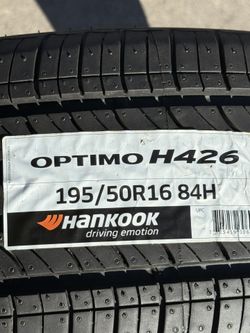 OPTIMO H426
195/50R16 84H
HANKOOK
driving emotion